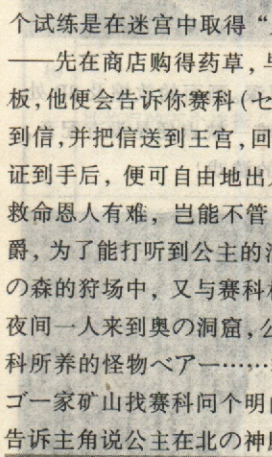 个试练是在迷宫中取得“
——先在商店购得药草,
板,他便会告诉你赛科(七
到信,并把信送到王宫,回
证到手后,便可自由地出
救命恩人有难,岂能不管
爵,为了能打听到公主的
の森的狩场中,又与赛科
夜间一人来到奥の洞窟,
科所养的怪物ベアー……
ゴー家矿山找赛科问个明
告诉主角说公主在北の神